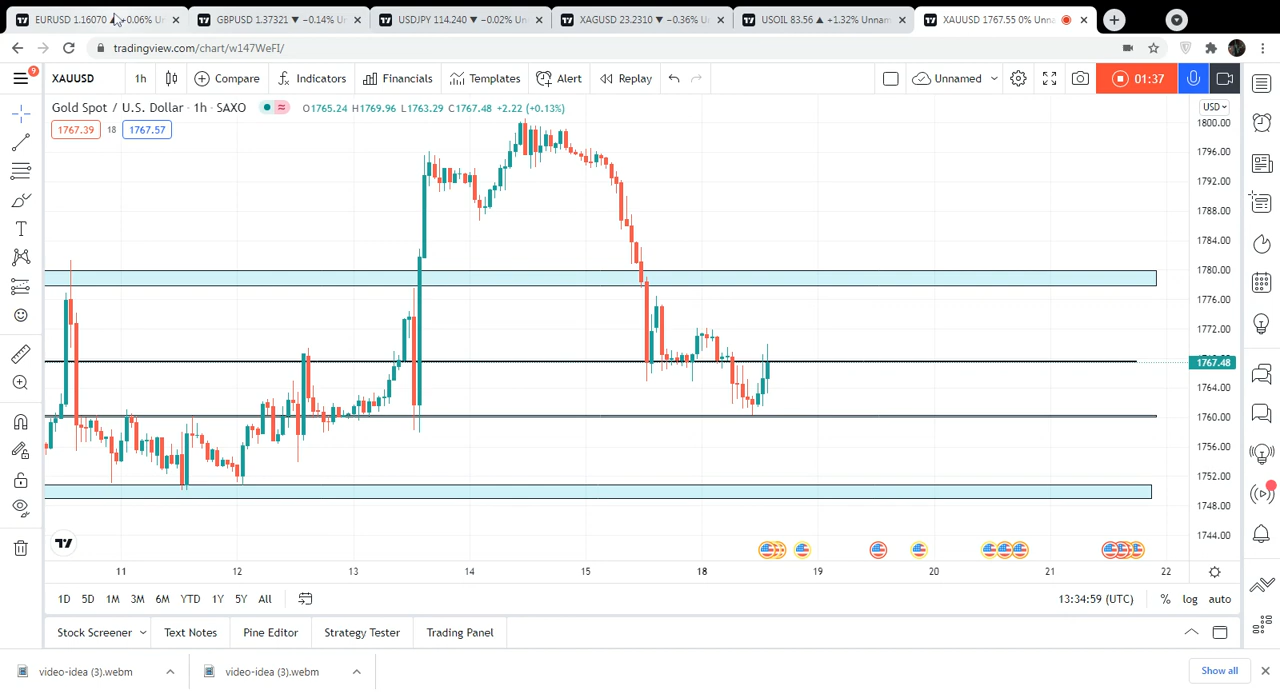 EURUSD 1.16070 ▲ +0.06% Un
GBPUSD 1.37321 ▼ −0.14% Un
USDJPY 114.240 ▼ −0.02% Unn
XAGUSD 23.2310 ▼ −0.36% Un
USOIL 83.56 ▲ +1.32% Unnam
XAUUSD 1767.55 0% Unna
tradingview.com/chart/w147WeFI/
9
XAUUSD 1h Compare Indicators Financials Templates Alert Replay Unnamed 01:37
Gold Spot / U.S. Dollar · 1h · SAXO O1765.24 H1769.96 L1763.29 C1767.48 +2.22 (+0.13%)
USD
1767.39 18 1767.57
1800.00
1796.00
1792.00
1788.00
1784.00
1780.00
1776.00
1772.00
1767.48
1764.00
1760.00
1756.00
1752.00
1748.00
1744.00
11 12 13 14 15 18 19 20 21 22
1D 5D 1M 3M 6M YTD 1Y 5Y All 13:34:59 (UTC) % log auto
Stock Screener Text Notes Pine Editor Strategy Tester Trading Panel
video-idea (3).webm video-idea (3).webm Show all